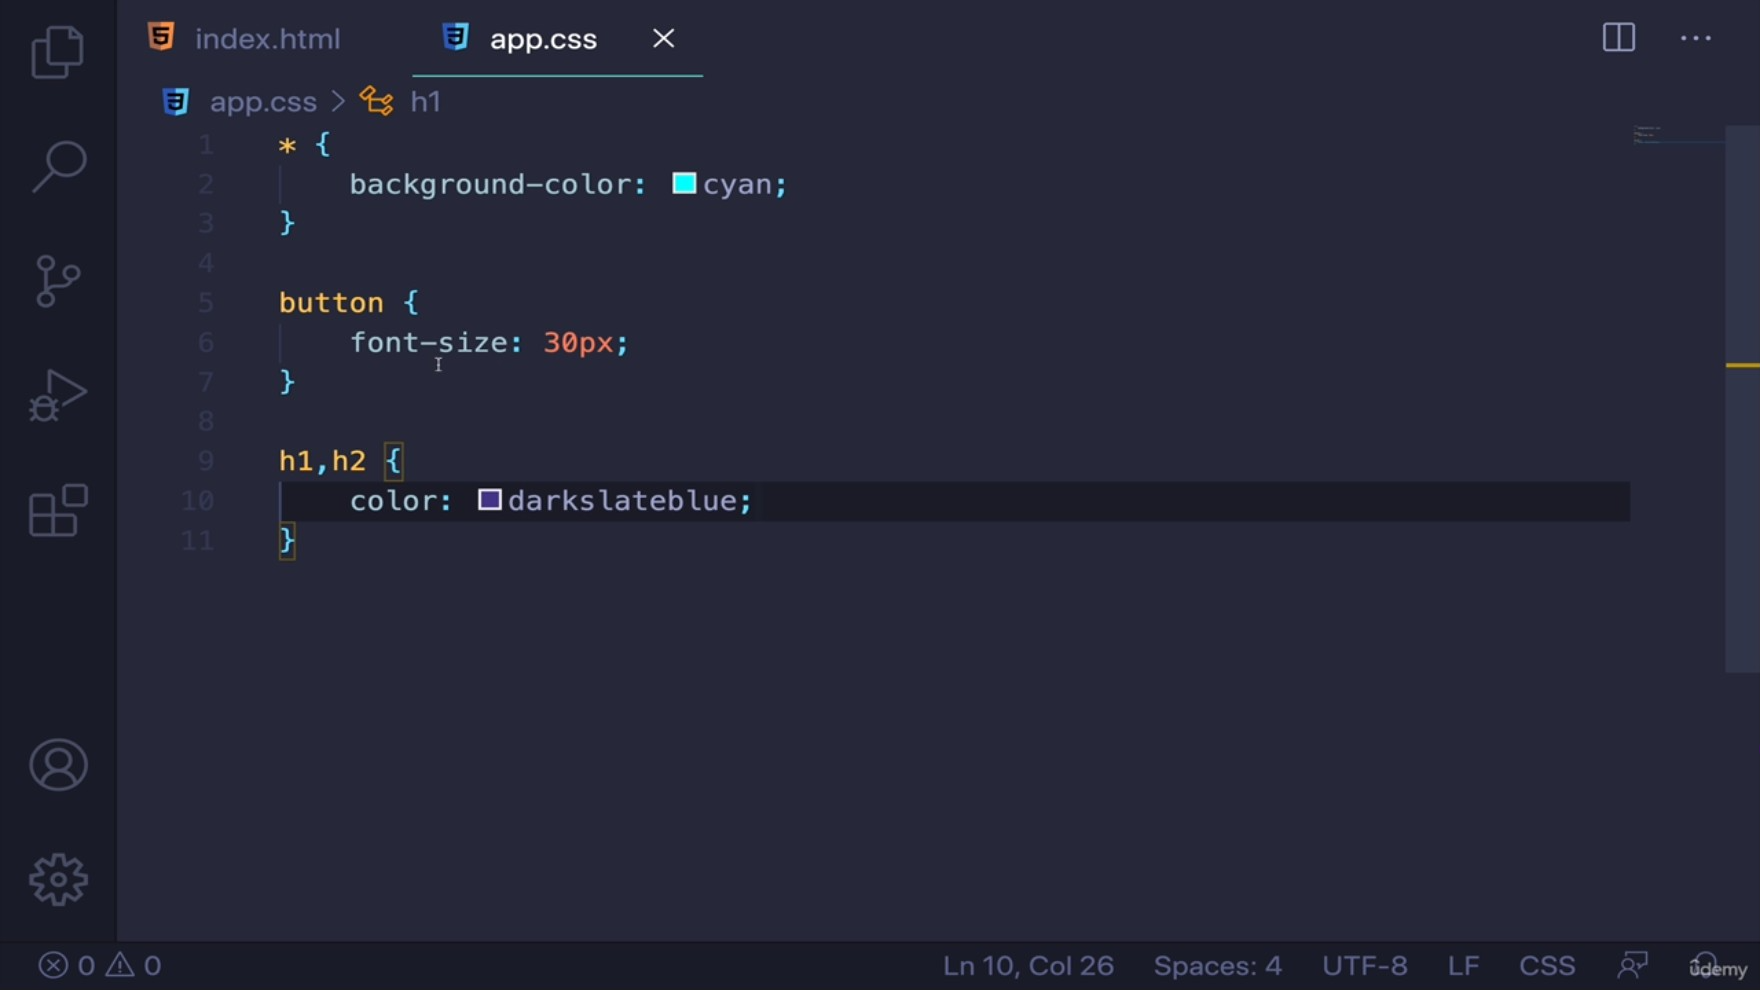 index.html app.css
app.css > h1
1 * {
2 background-color: cyan;
3 }
4
5 button {
6 font-size: 30px;
7 }
8
9 h1,h2 {
10 color: darkslateblue;
11 }
0 0 Ln 10, Col 26 Spaces: 4 UTF-8 LF CSS
ûdemy